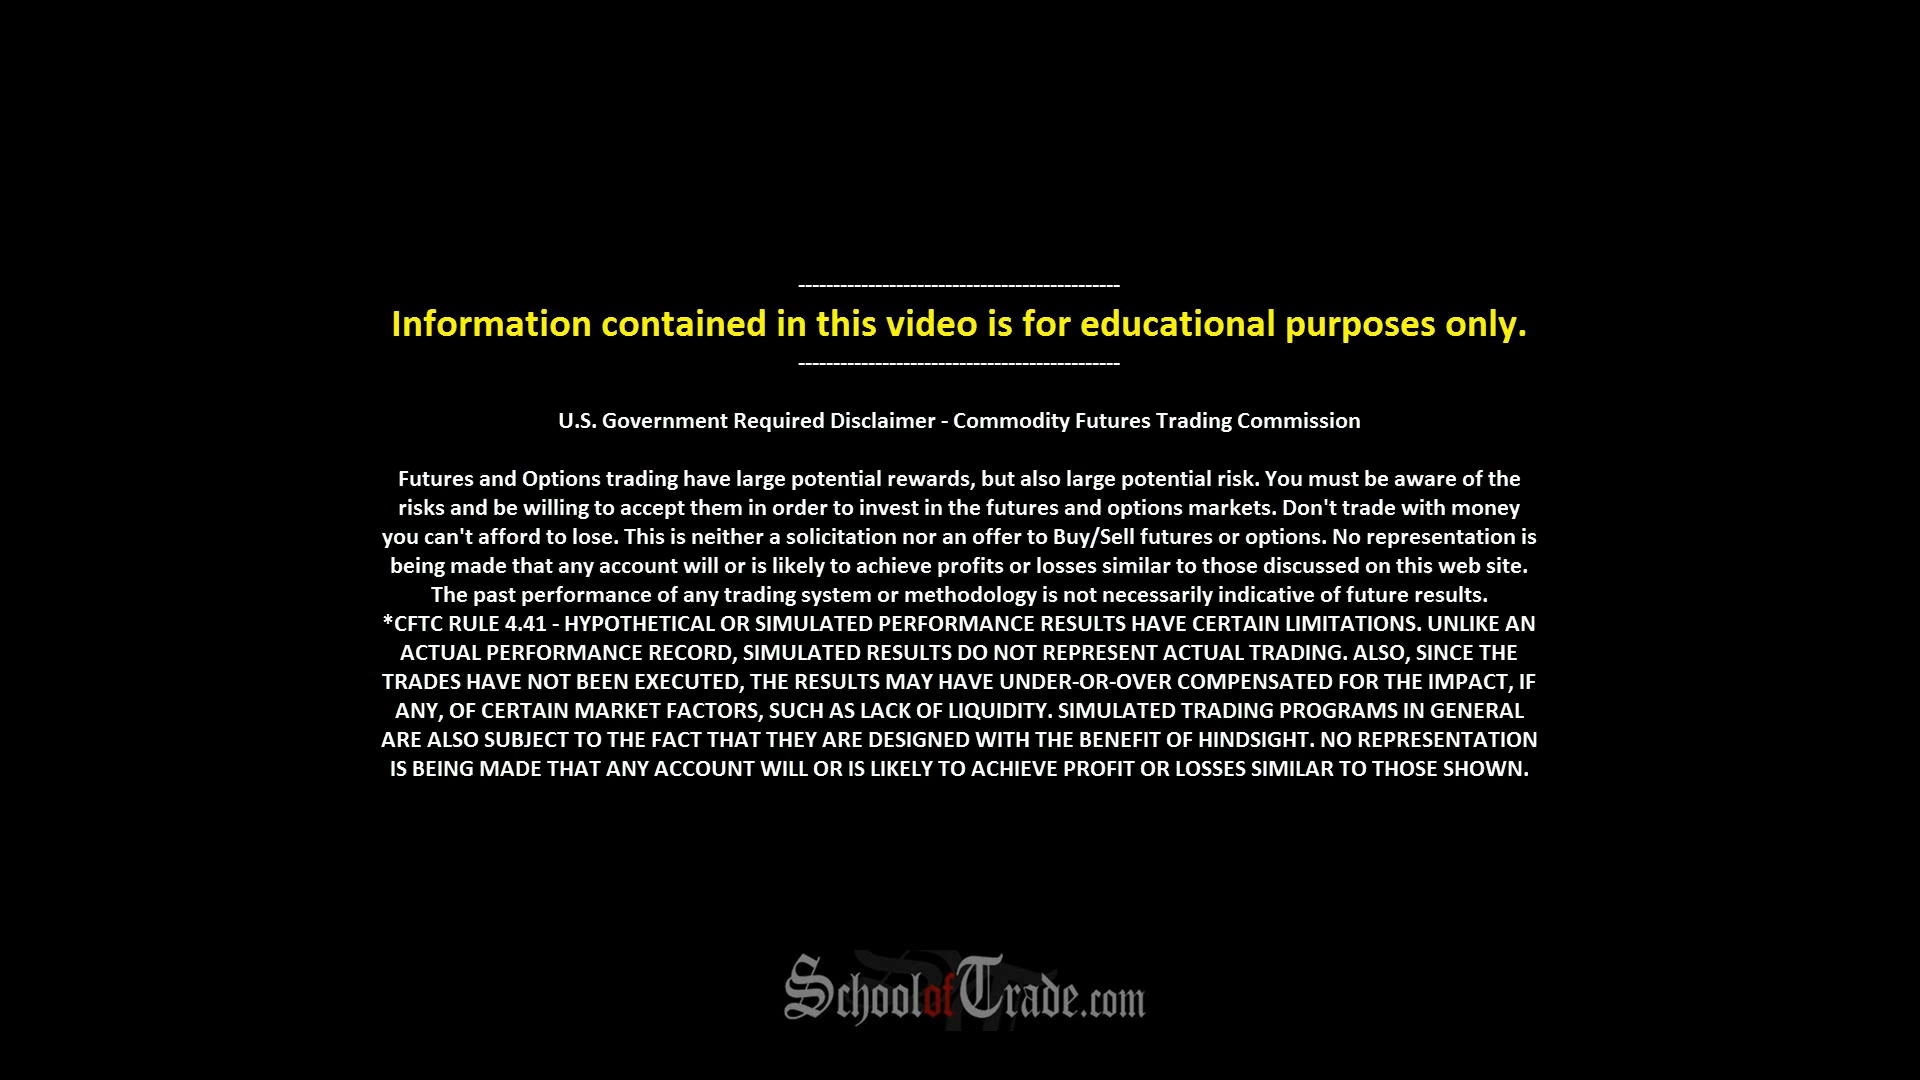 ----------------------------------------------
Information contained in this video is for educational purposes only.
----------------------------------------------
U.S. Government Required Disclaimer - Commodity Futures Trading Commission
Futures and Options trading have large potential rewards, but also large potential risk. You must be aware of the
risks and be willing to accept them in order to invest in the futures and options markets. Don't trade with money
you can't afford to lose. This is neither a solicitation nor an offer to Buy/Sell futures or options. No representation is
being made that any account will or is likely to achieve profits or losses similar to those discussed on this web site.
The past performance of any trading system or methodology is not necessarily indicative of future results.
*CFTC RULE 4.41 - HYPOTHETICAL OR SIMULATED PERFORMANCE RESULTS HAVE CERTAIN LIMITATIONS. UNLIKE AN
ACTUAL PERFORMANCE RECORD, SIMULATED RESULTS DO NOT REPRESENT ACTUAL TRADING. ALSO, SINCE THE
TRADES HAVE NOT BEEN EXECUTED, THE RESULTS MAY HAVE UNDER-OR-OVER COMPENSATED FOR THE IMPACT, IF
ANY, OF CERTAIN MARKET FACTORS, SUCH AS LACK OF LIQUIDITY. SIMULATED TRADING PROGRAMS IN GENERAL
ARE ALSO SUBJECT TO THE FACT THAT THEY ARE DESIGNED WITH THE BENEFIT OF HINDSIGHT. NO REPRESENTATION
IS BEING MADE THAT ANY ACCOUNT WILL OR IS LIKELY TO ACHIEVE PROFIT OR LOSSES SIMILAR TO THOSE SHOWN.
SchoolofTrade.com